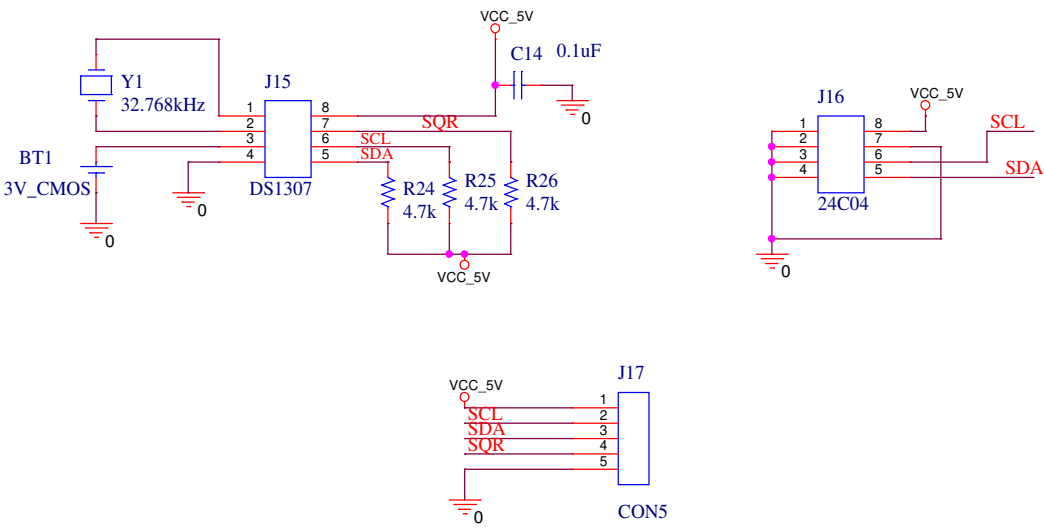 VCC_5V
C14 0.1uF
0
Y1
32.768kHz
J15
1 8
2 7
3 6
4 5
SQR
SCL
SDA
DS1307
BT1
3V_CMOS
0
0
R24 R25 R26
4.7k 4.7k 4.7k
VCC_5V
J16
VCC_5V
1 8
2 7
3 6
4 5
SCL
SDA
24C04
0
J17
VCC_5V
1
SCL 2
SDA 3
SQR 4
5
0
CON5